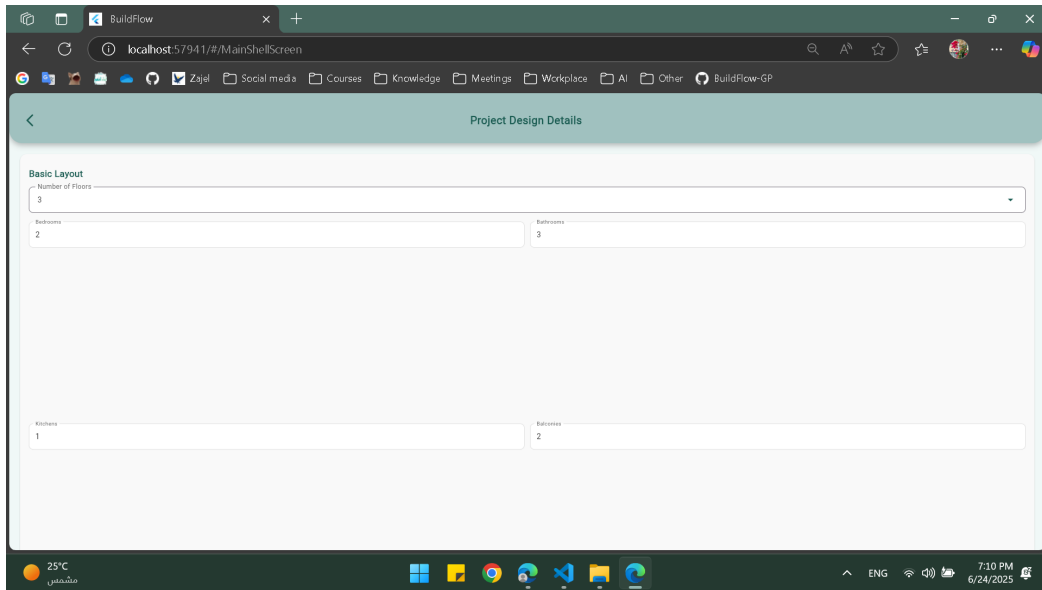 BuildFlow
localhost:57941/#/MainShellScreen
Zajel Social media Courses Knowledge Meetings Workplace AI Other BuildFlow-GP
Project Design Details
Basic Layout
Number of Floors
3
Bedrooms Bathrooms
2 3
Kitchens Balconies
1 2
25°C
مشمس
ENG
7:10 PM
6/24/2025